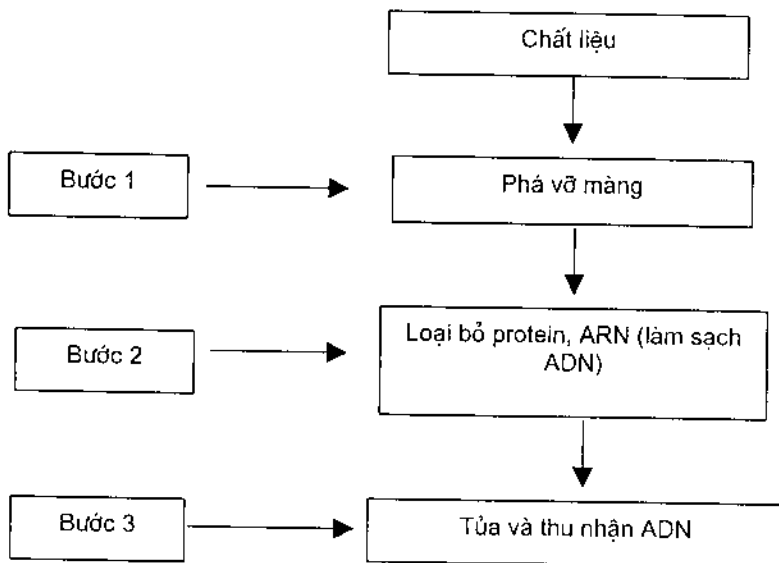 Chất liệu
Bước 1
Phá vỡ màng
Bước 2
Loại bỏ protein, ARN (làm sạch
ADN)
Bước 3
Tủa và thu nhận ADN